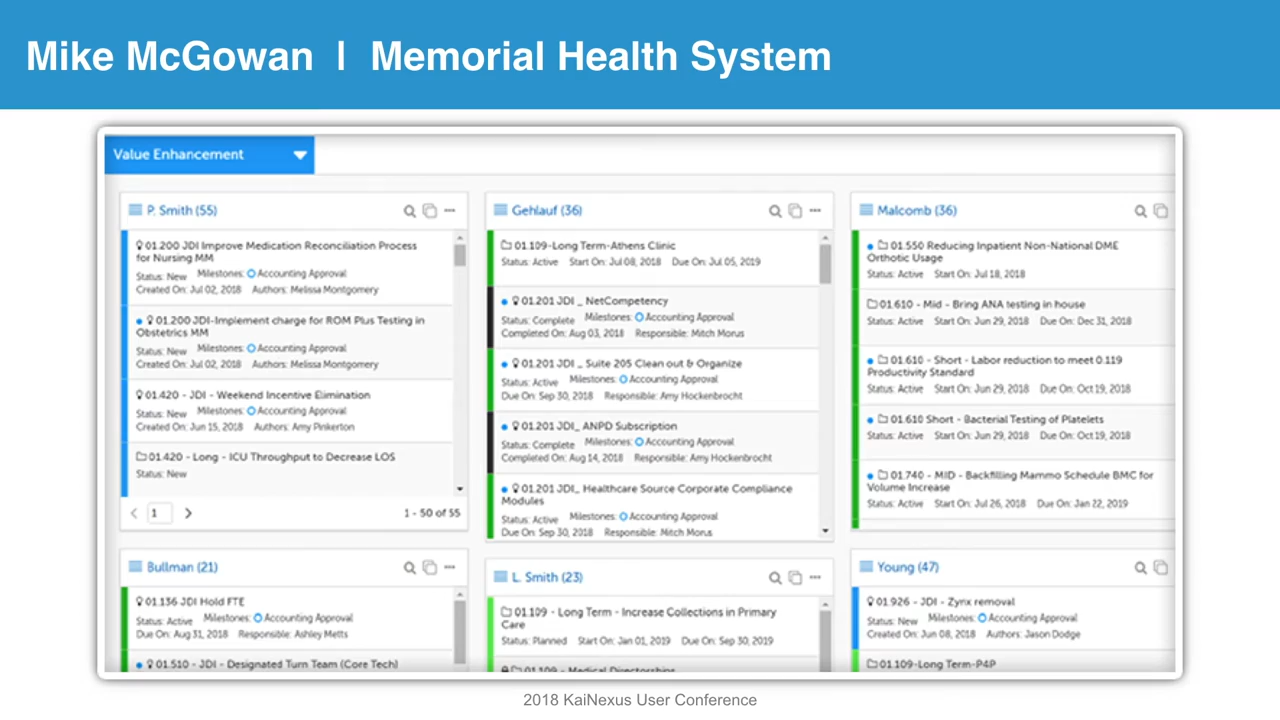 Mike McGowan | Memorial Health System
Value Enhancement
P. Smith (55)
01.200 JDI Improve Medication Reconciliation Process
for Nursing MM
Status: New Milestones: Accounting Approval
Created On: Jul 02, 2018 Authors: Melissa Montgomery
01.200 JDI-Implement charge for ROM Plus Testing in
Obstetrics MM
Status: New Milestones: Accounting Approval
Created On: Jul 02, 2018 Authors: Melissa Montgomery
01.420 - JDI - Weekend Incentive Elimination
Status: New Milestones: Accounting Approval
Created On: Jun 15, 2018 Authors: Amy Pinkerton
01.420 - Long - ICU Throughput to Decrease LOS
Status: New
1
1 - 50 of 55
Gehlauf (36)
01.109-Long Term-Athens Clinic
Status: Active Start On: Jul 08, 2018 Due On: Jul 05, 2019
01.201 JDI _ NetCompetency
Status: Complete Milestones: Accounting Approval
Completed On: Aug 03, 2018 Responsible: Mitch Morus
01.201 JDI _ Suite 205 Clean out & Organize
Status: Active Milestones: Accounting Approval
Due On: Sep 30, 2018 Responsible: Amy Hockenbrocht
01.201 JDI_ ANPD Subscription
Status: Complete Milestones: Accounting Approval
Completed On: Aug 14, 2018 Responsible: Amy Hockenbrocht
01.201 JDI_ Healthcare Source Corporate Compliance
Modules
Status: Active Milestones: Accounting Approval
Due On: Sep 30, 2018 Responsible: Mitch Morus
Malcomb (36)
01.550 Reducing Inpatient Non-National DME
Orthotic Usage
Status: Active Start On: Jul 18, 2018
01.610 - Mid - Bring ANA testing in house
Status: Active Start On: Jun 29, 2018 Due On: Dec 31, 2018
01.610 - Short - Labor reduction to meet 0.119
Productivity Standard
Status: Active Start On: Jun 29, 2018 Due On: Oct 19, 2018
01.610 Short - Bacterial Testing of Platelets
Status: Active Start On: Jun 29, 2018 Due On: Oct 19, 2018
01.740 - MID - Backfilling Mammo Schedule BMC for
Volume Increase
Status: Active Start On: Jul 26, 2018 Due On: Jan 22, 2019
Bullman (21)
01.136 JDI Hold FTE
Status: Active Milestones: Accounting Approval
Due On: Aug 31, 2018 Responsible: Ashley Metts
01.510 - JDI - Designated Turn Team (Core Tech)
L. Smith (23)
01.109 - Long Term - Increase Collections in Primary
Care
Status: Planned Start On: Jan 01, 2019 Due On: Sep 30, 2019
01.109 - Medical Directorships
Young (47)
01.926 - JDI - Zynx removal
Status: New Milestones: Accounting Approval
Created On: Jun 08, 2018 Authors: Jason Dodge
01.109-Long Term-P4P
2018 KaiNexus User Conference